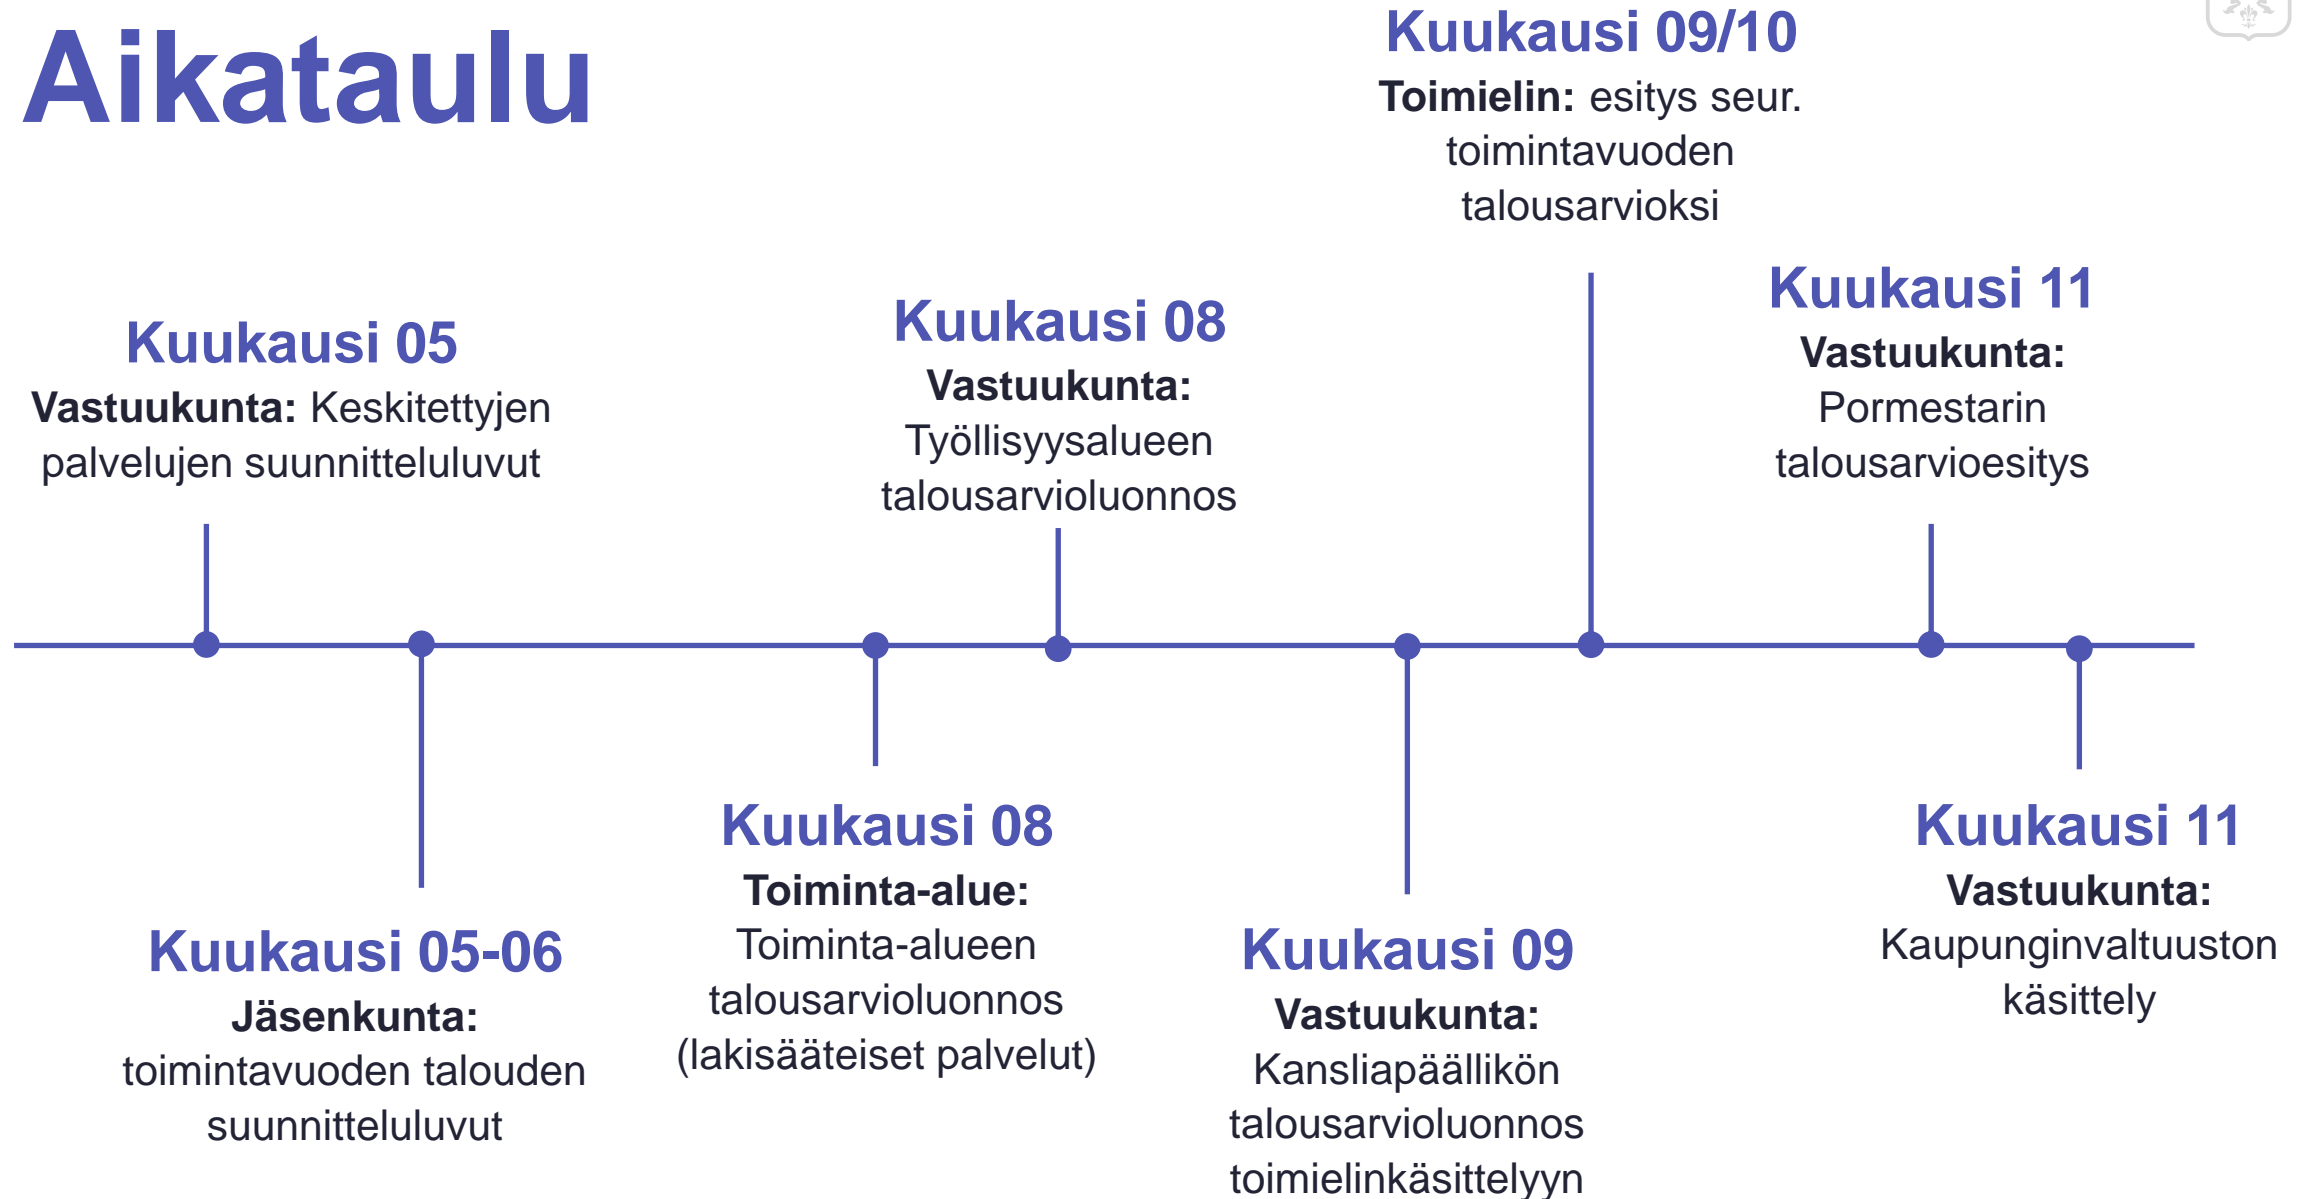 Aikataulu
Kuukausi 05
Vastuukunta: Keskitettyjen
palvelujen suunnitteluluvut
Kuukausi 05-06
Jäsenkunta:
toimintavuoden talouden
suunnitteluluvut
Kuukausi 08
Toiminta-alue:
Toiminta-alueen
talousarvioluonnos
(lakisääteiset palvelut)
Kuukausi 08
Vastuukunta:
Työllisyysalueen
talousarvioluonnos
Kuukausi 09
Vastuukunta:
Kansliapäällikön
talousarvioluonnos
toimielinkäsittelyyn
Kuukausi 09/10
Toimielin: esitys seur.
toimintavuoden
talousarvioksi
Kuukausi 11
Vastuukunta:
Pormestarin
talousarvioesitys
Kuukausi 11
Vastuukunta:
Kaupunginvaltuuston
käsittely